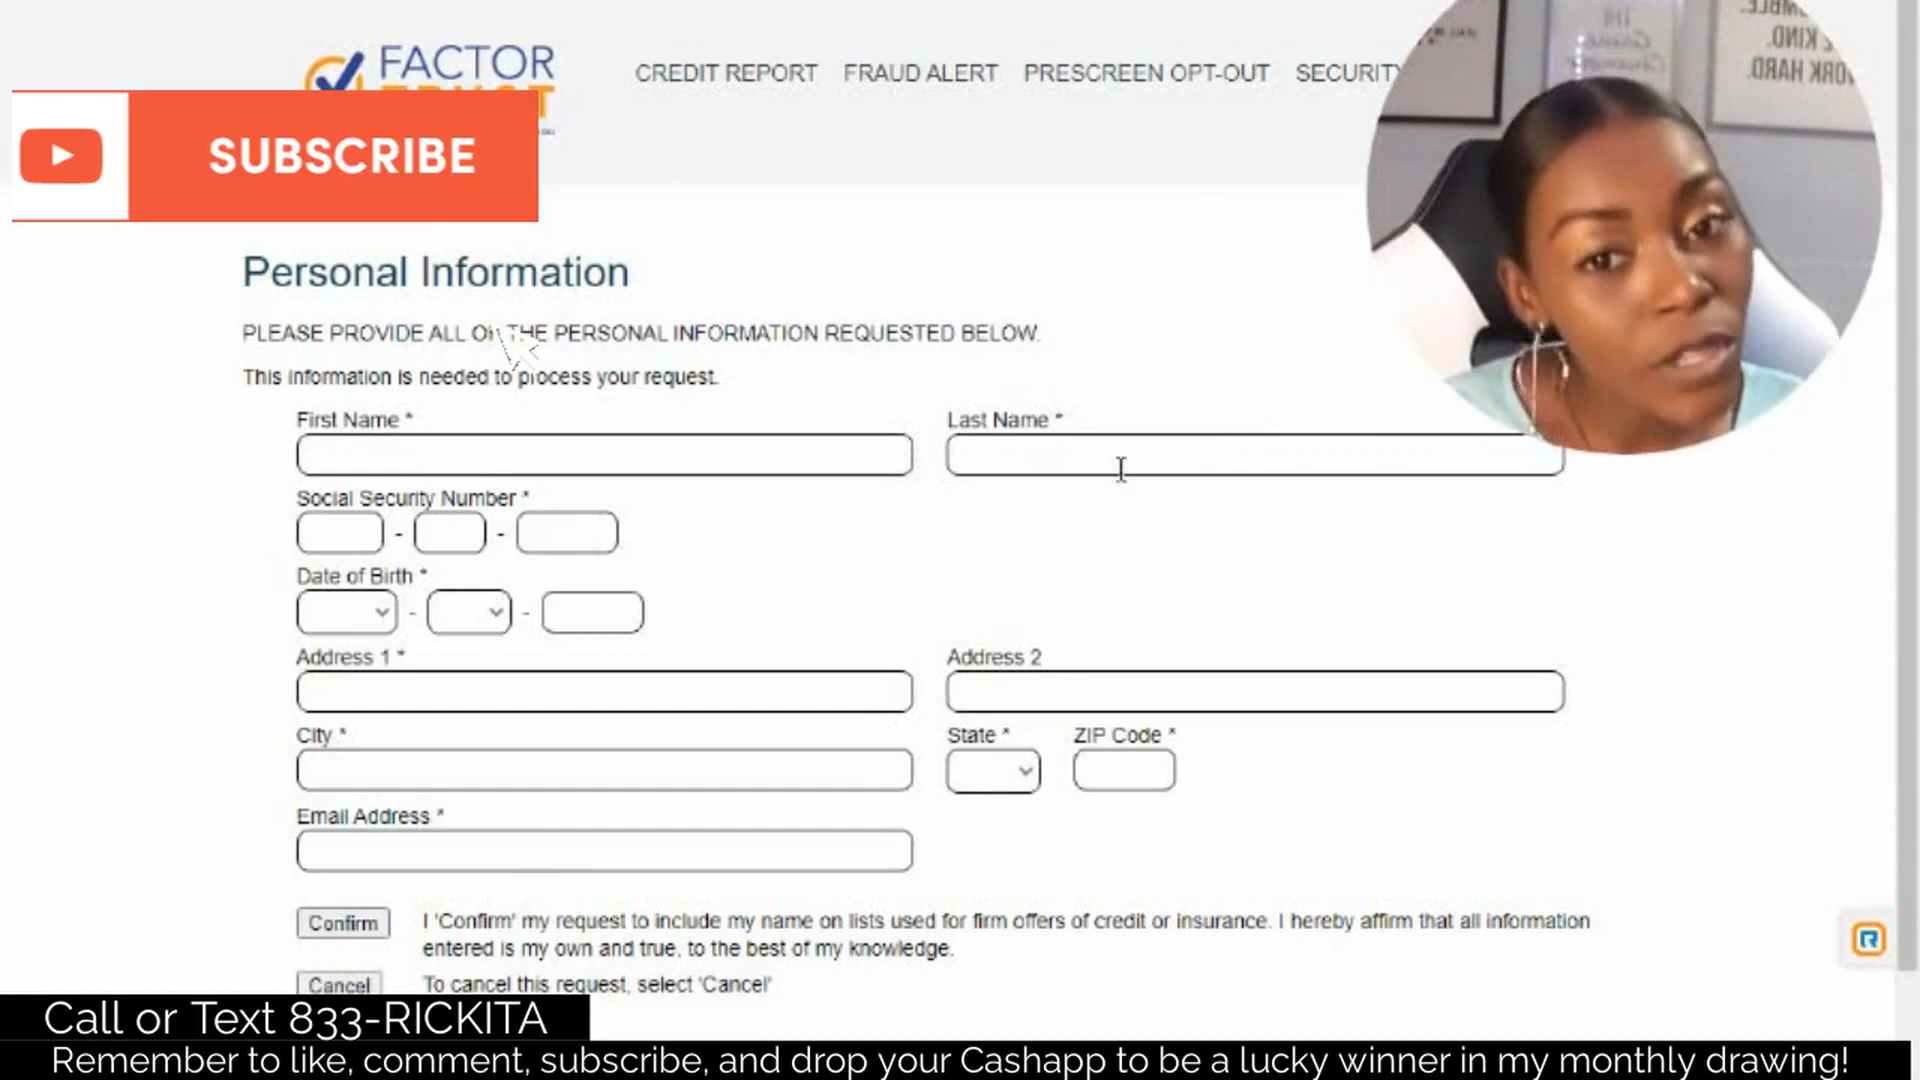 FACTOR
CREDIT REPORT FRAUD ALERT PRESCREEN OPT-OUT SECURITY
SUBSCRIBE
KIND.
HARD.
Personal Information
PLEASE PROVIDE ALL OF THE PERSONAL INFORMATION REQUESTED BELOW.
This information is needed to process your request.
First Name * Last Name *
Social Security Number *
- -
Date of Birth *
- -
Address 1 * Address 2
City * State * ZIP Code *
Email Address *
Confirm I 'Confirm' my request to include my name on lists used for firm offers of credit or insurance. I hereby affirm that all information
entered is my own and true, to the best of my knowledge.
Cancel To cancel this request, select 'Cancel'
R
Call or Text 833-RICKITA
Remember to like, comment, subscribe, and drop your Cashapp to be a lucky winner in my monthly drawing!